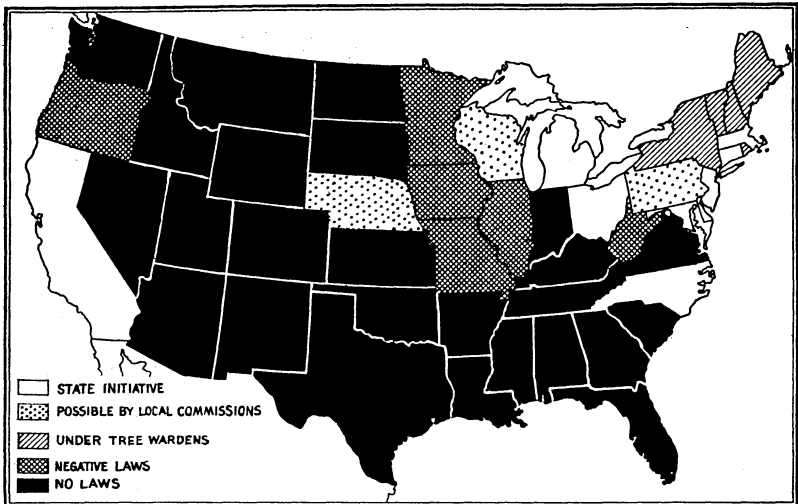 STATE INITIATIVE
POSSIBLE BY LOCAL COMMISSIONS
UNDER TREE WARDENS
NEGATIVE LAWS
NO LAWS